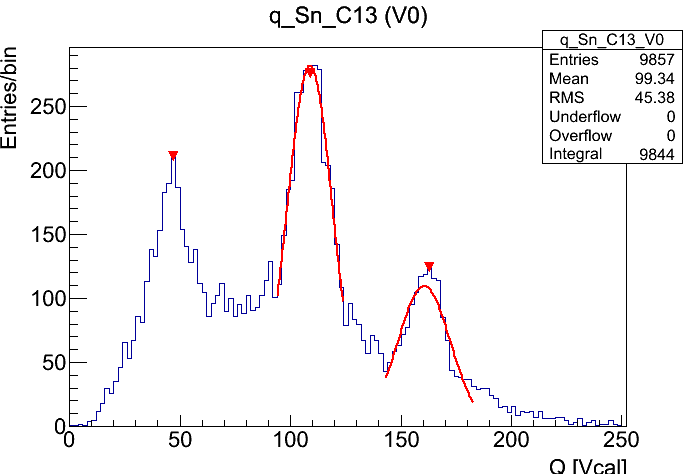 q_Sn_C13 (V0)
q_Sn_C13_V0
Entries 9857
Mean 99.34
RMS 45.38
Underflow 0
Overflow 0
Integral 9844
Entries/bin
250
200
150
100
50
0
0 50 100 150 200 250
Q [Vcal]